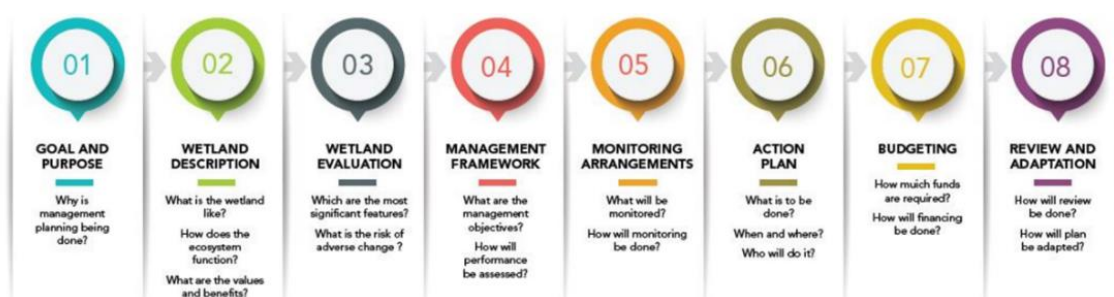 01
GOAL AND
PURPOSE
Why is
management
planning being
done?
02
WETLAND
DESCRIPTION
What is the wetland
like?
How does the
ecosystem
function?
What are the values
and benefits?
03
WETLAND
EVALUATION
Which are the most
significant features?
What is the risk of
adverse change ?
04
MANAGEMENT
FRAMEWORK
What are the
management
objectives?
How will
performance
be assessed?
05
MONITORING
ARRANGEMENTS
What will be
monitored?
How will monitoring
be done?
06
ACTION
PLAN
What is to be
done?
When and where?
Who will do it?
07
BUDGETING
How muich funds
are required?
How will financing
be done?
08
REVIEW AND
ADAPTATION
How will review
be done?
How will plan
be adapted?